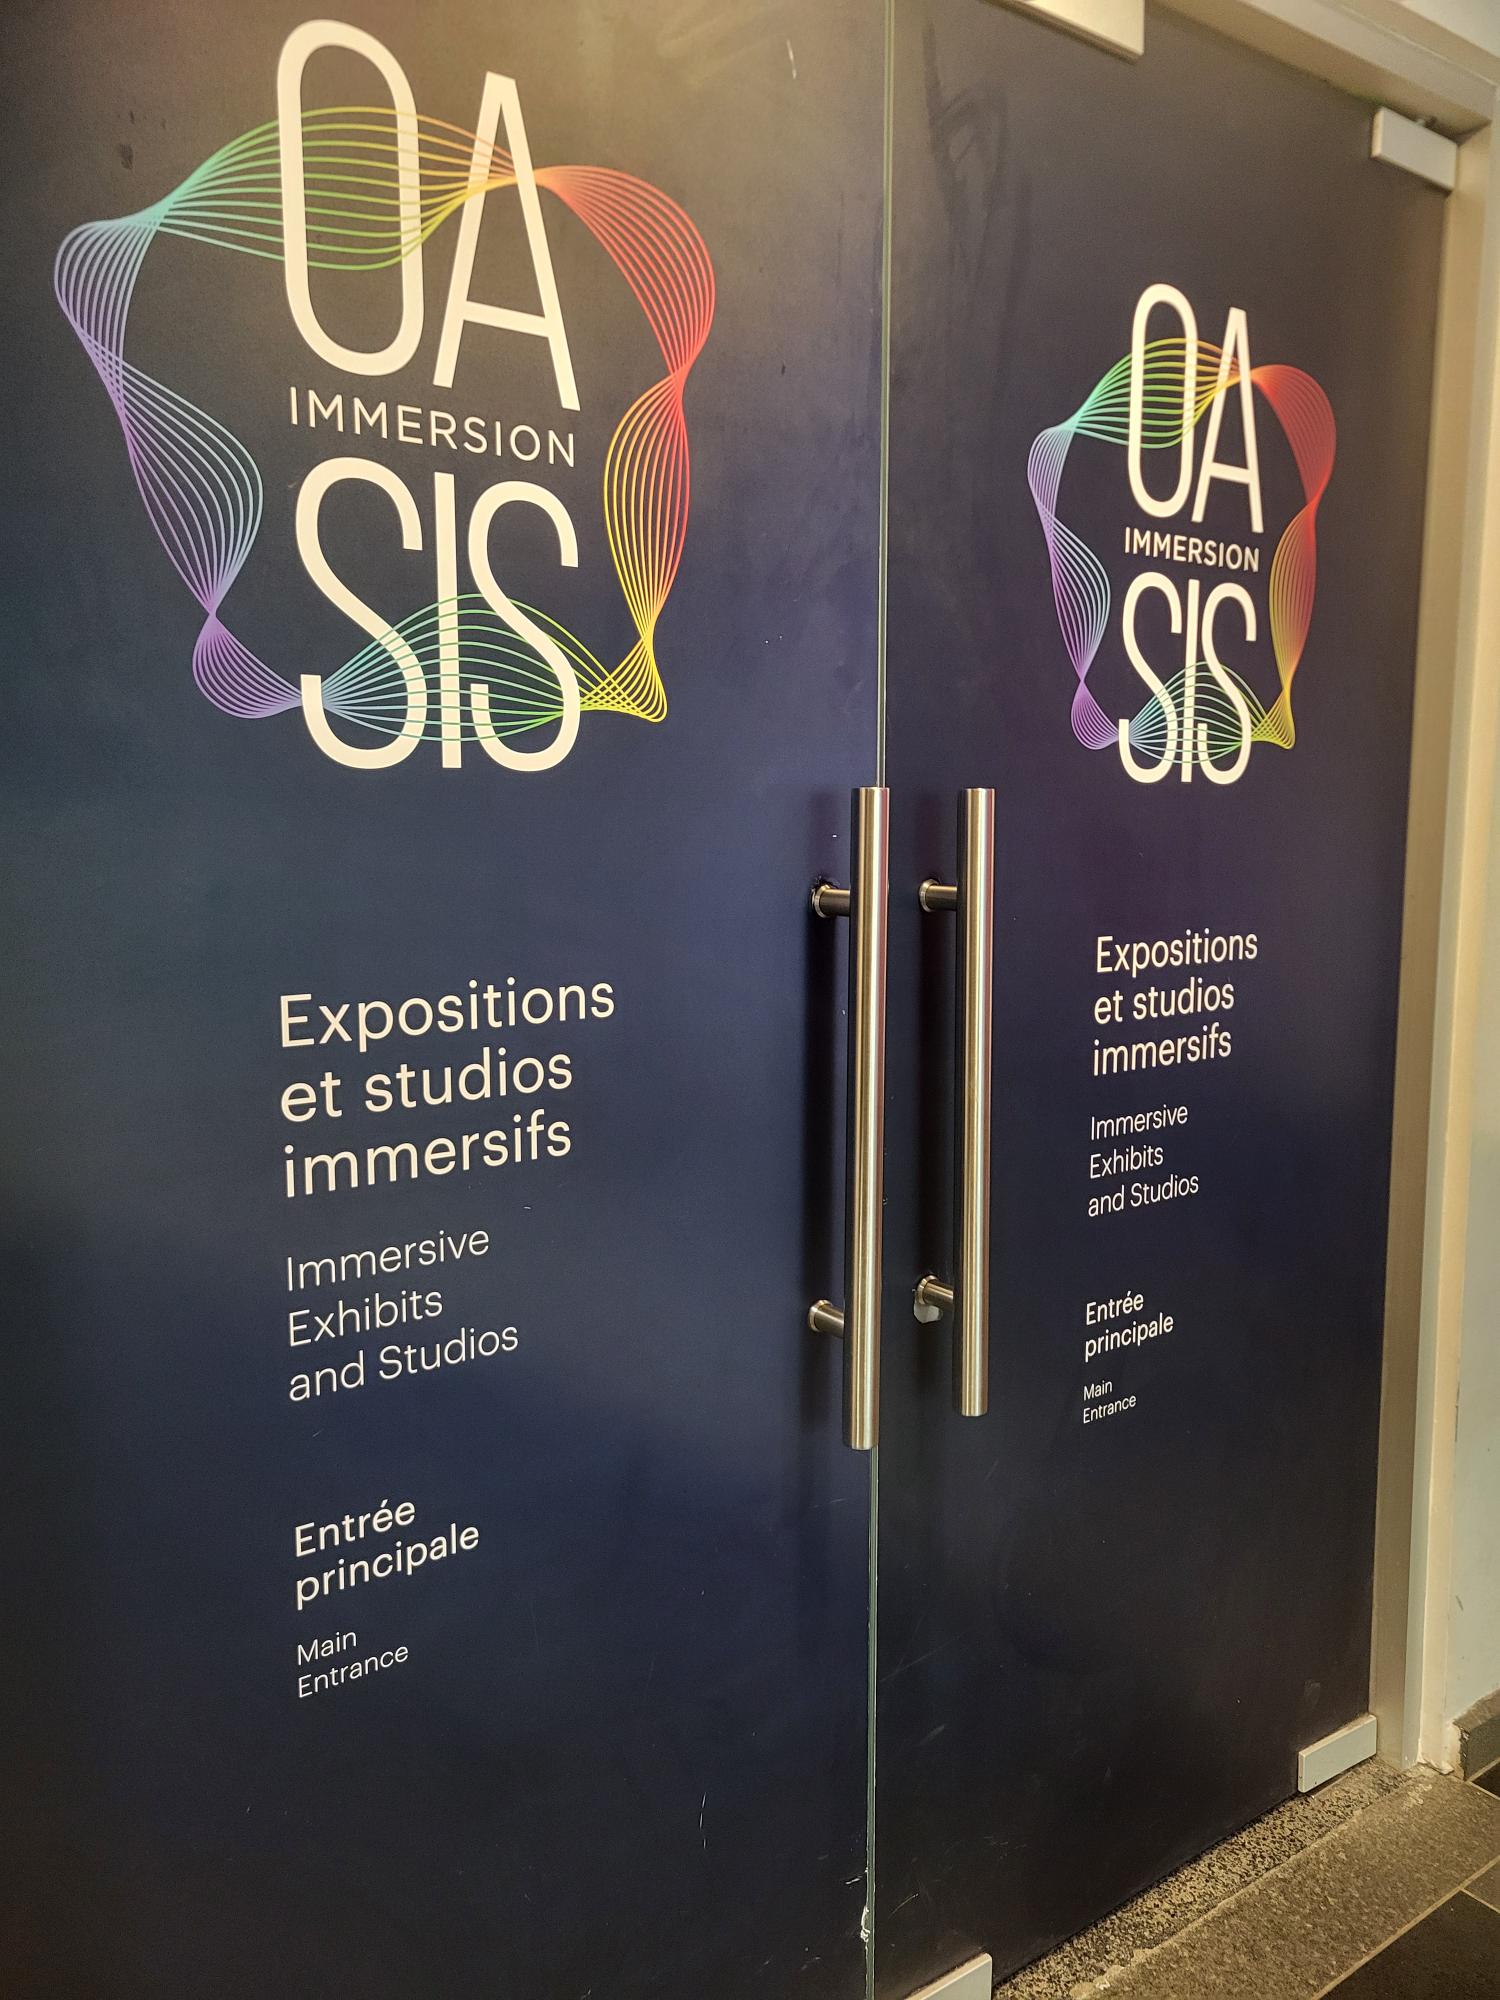 OA
IMMERSION
SIS
Expositions
et studios
immersifs
Immersive
Exhibits
and Studios
Entrée
principale
Main
Entrance
OA
IMMERSION
SIS
Expositions
et studios
immersifs
Immersive
Exhibits
and Studios
Entrée
principale
Main
Entrance